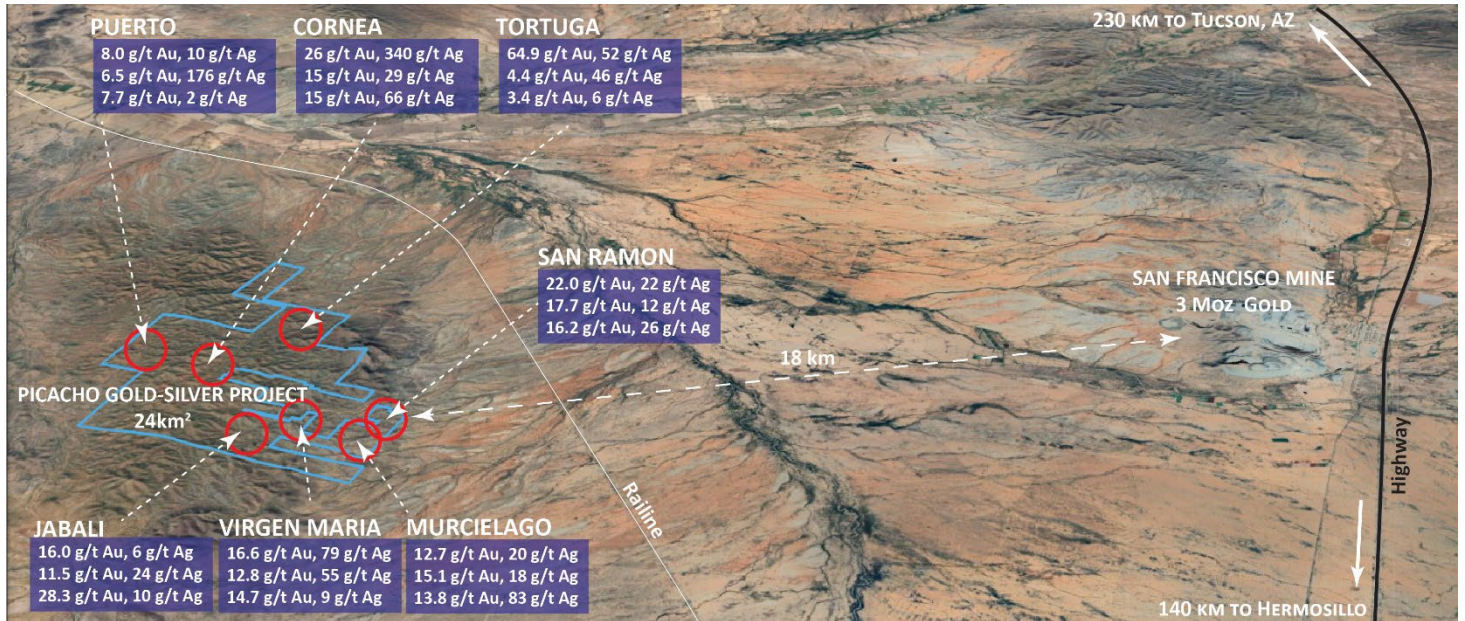 PUERTO
8.0 g/t Au, 10 g/t Ag
6.5 g/t Au, 176 g/t Ag
7.7 g/t Au, 2 g/t Ag
CORNEA
26 g/t Au, 340 g/t Ag
15 g/t Au, 29 g/t Ag
15 g/t Au, 66 g/t Ag
TORTUGA
64.9 g/t Au, 52 g/t Ag
4.4 g/t Au, 46 g/t Ag
3.4 g/t Au, 6 g/t Ag
230 KM TO TUCSON, AZ
SAN RAMON
22.0 g/t Au, 22 g/t Ag
17.7 g/t Au, 12 g/t Ag
16.2 g/t Au, 26 g/t Ag
SAN FRANCISCO MINE
3 MOZ GOLD
18 km
PICACHO GOLD-SILVER PROJECT
24km²
Railine
Highway
JABALI
16.0 g/t Au, 6 g/t Ag
11.5 g/t Au, 24 g/t Ag
28.3 g/t Au, 10 g/t Ag
VIRGEN MARIA
16.6 g/t Au, 79 g/t Ag
12.8 g/t Au, 55 g/t Ag
14.7 g/t Au, 9 g/t Ag
MURCIELAGO
12.7 g/t Au, 20 g/t Ag
15.1 g/t Au, 18 g/t Ag
13.8 g/t Au, 83 g/t Ag
140 KM TO HERMOSILLO